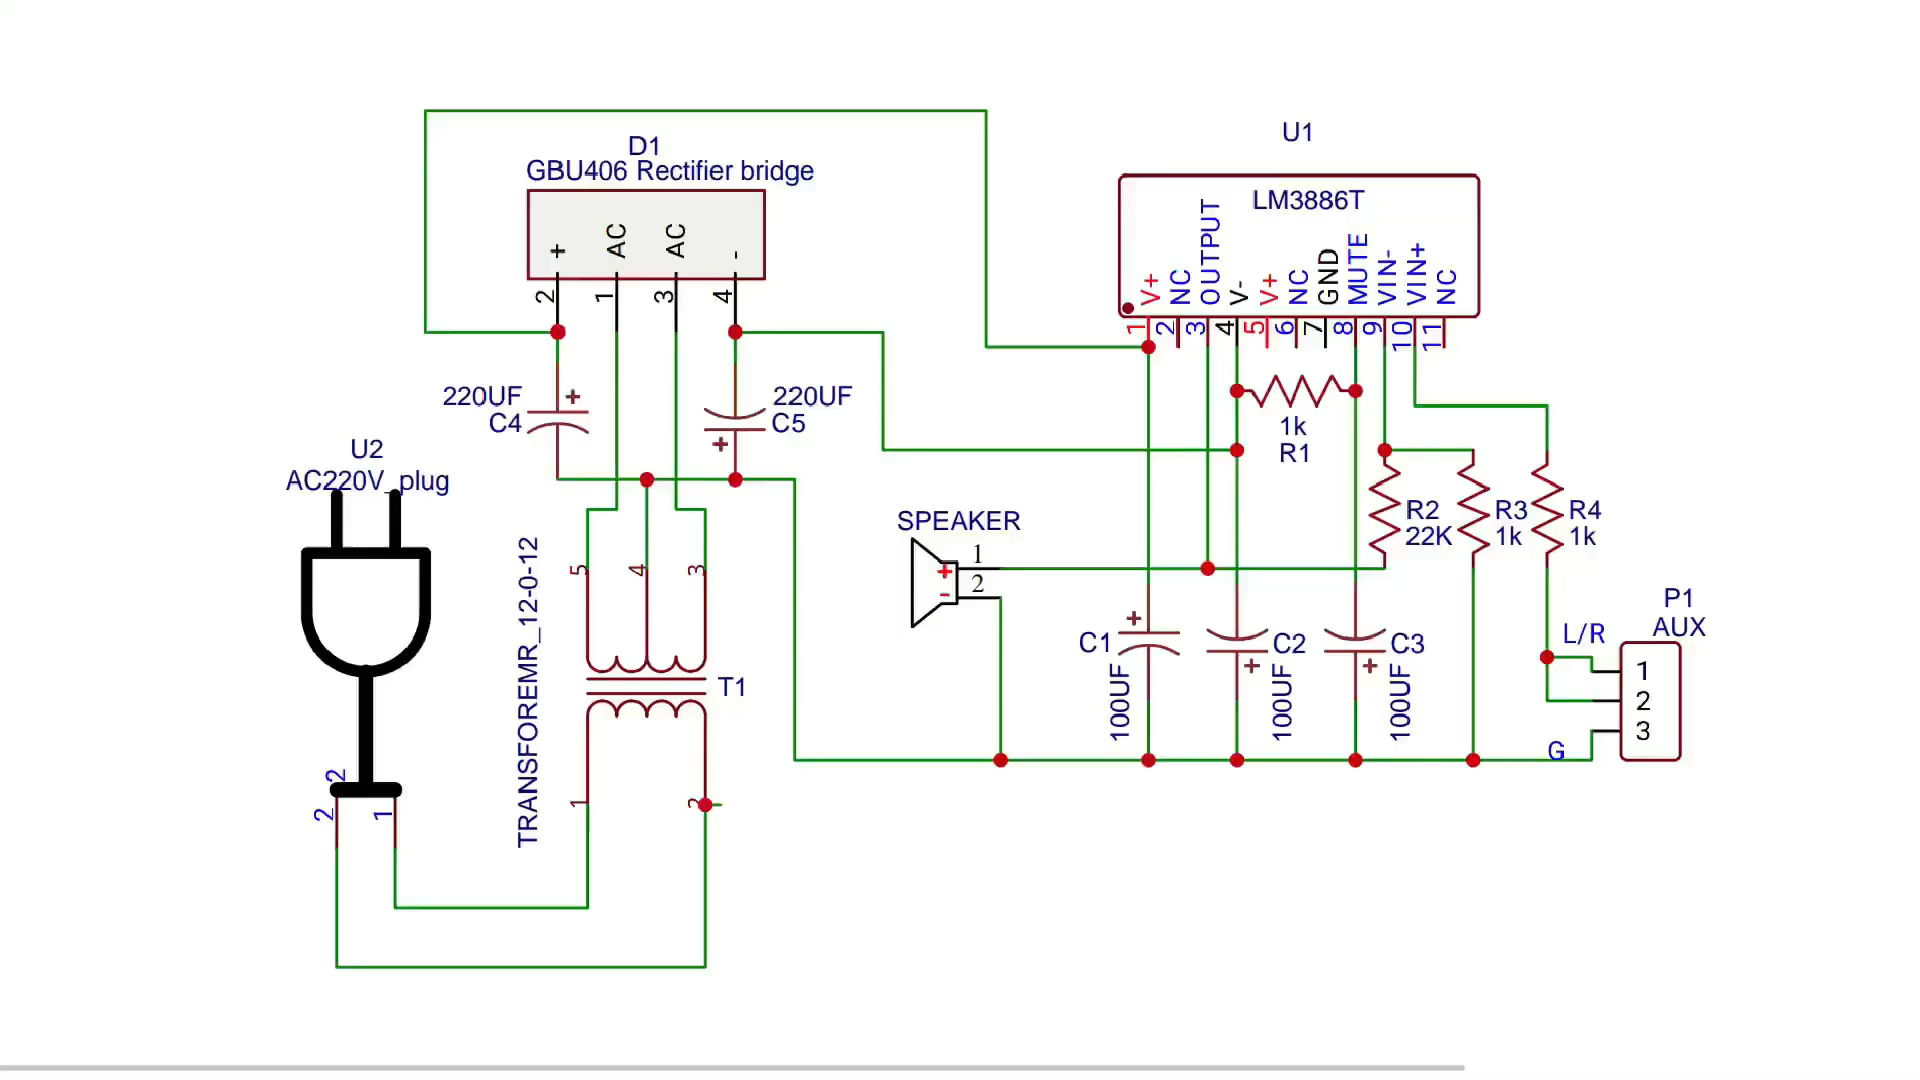 D1
GBU406 Rectifier bridge
+
AC
AC
-
2
1
3
4
U1
LM3886T
V+
NC
OUTPUT
V-
V+
NC
GND
MUTE
VIN-
VIN+
NC
1
2
3
4
5
6
7
8
9
10
11
220UF
C4
+
220UF
C5
+
1k
R1
U2
AC220V_plug
SPEAKER
+
-
1
2
R2
22K
R3
1k
R4
1k
TRANSFOREMR_12-0-12
5
4
3
T1
1
2
P1
AUX
L/R
1
2
3
G
C1
+
100UF
C2
+
100UF
C3
+
100UF
2
2
1